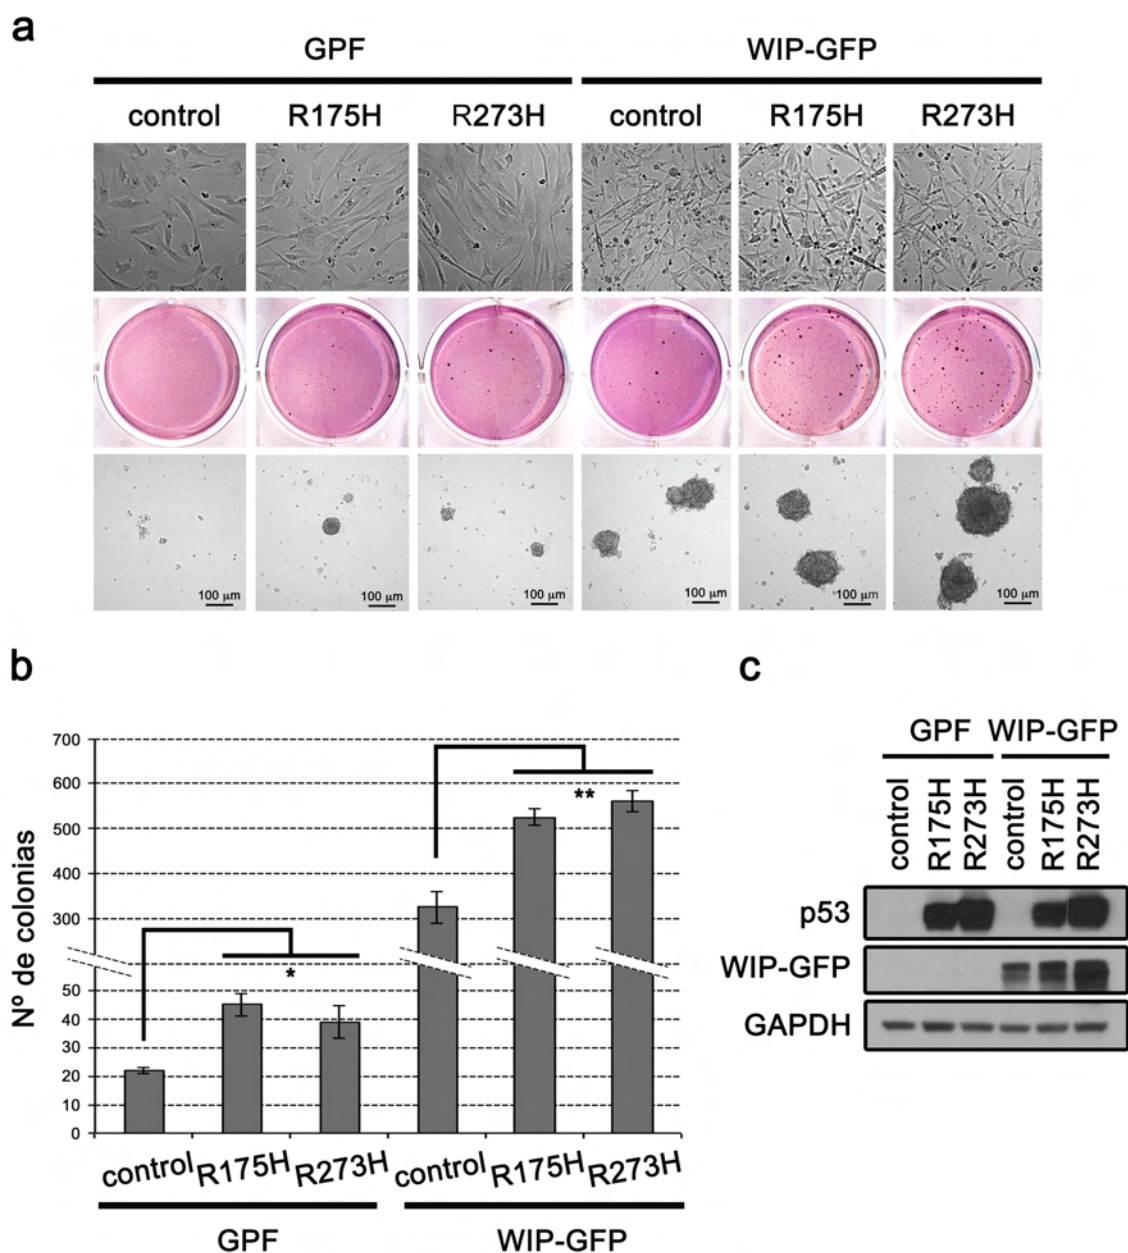 a
GPF WIP-GFP
control R175H R273H control R175H R273H
100 µm 100 µm 100 µm 100 µm 100 µm 100 µm
b
Nº de colonias
700
600
500
400
300
50
40
30
20
10
0
*
**
control R175H R273H control R175H R273H
GPF WIP-GFP
c
GPF WIP-GFP
control R175H R273H control R175H R273H
p53
WIP-GFP
GAPDH